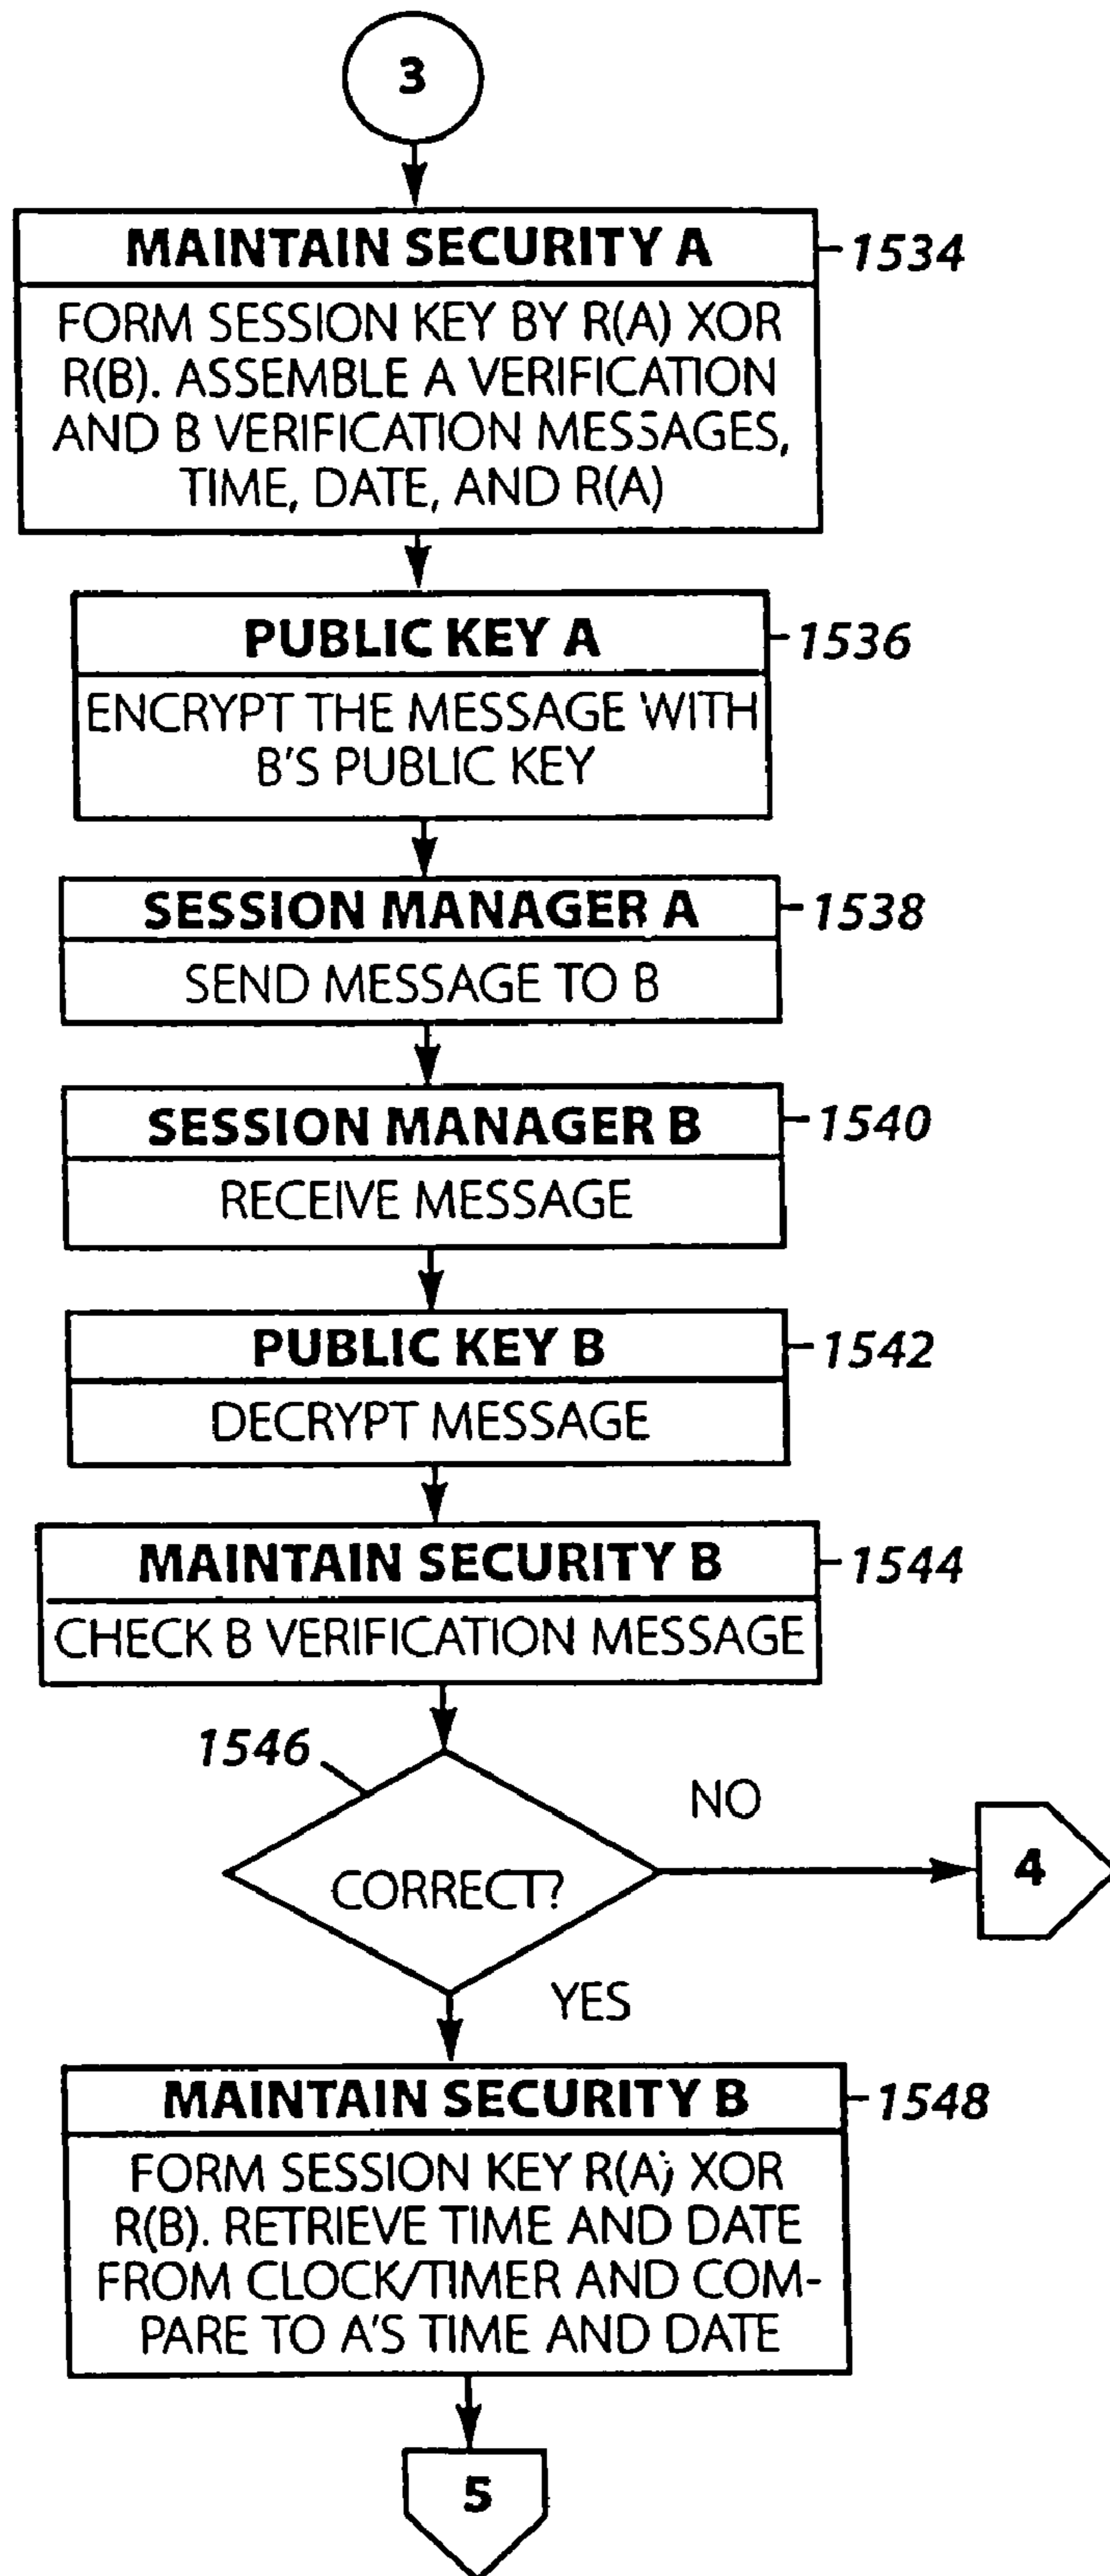 3
MAINTAIN SECURITY A
1534
FORM SESSION KEY BY R(A) XOR
R(B). ASSEMBLE A VERIFICATION
AND B VERIFICATION MESSAGES,
TIME, DATE, AND R(A)
PUBLIC KEY A
1536
ENCRYPT THE MESSAGE WITH
B'S PUBLIC KEY
SESSION MANAGER A
1538
SEND MESSAGE TO B
SESSION MANAGER B
1540
RECEIVE MESSAGE
PUBLIC KEY B
1542
DECRYPT MESSAGE
MAINTAIN SECURITY B
1544
CHECK B VERIFICATION MESSAGE
1546
NO
4
CORRECT?
YES
MAINTAIN SECURITY B
1548
FORM SESSION KEY R(A) XOR
R(B). RETRIEVE TIME AND DATE
FROM CLOCK/TIMER AND COM-
PARE TO A'S TIME AND DATE
5